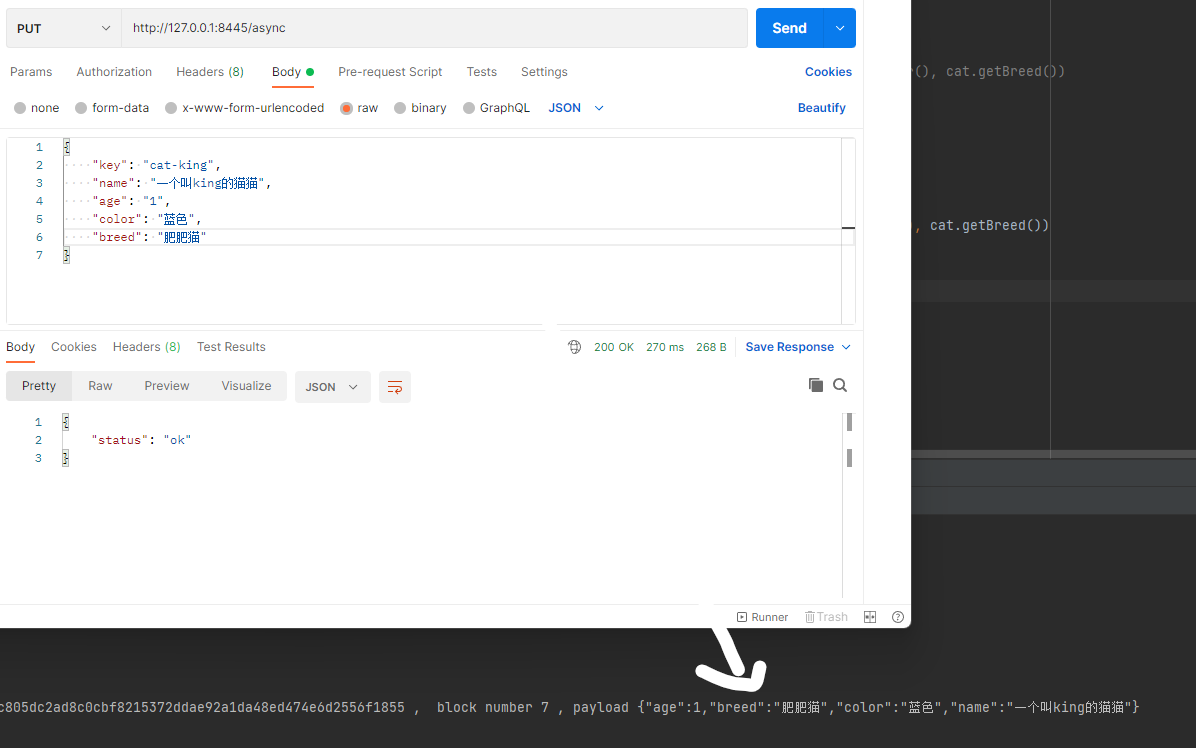 PUT http://127.0.0.1:8445/async Send
Params Authorization Headers (8) Body Pre-request Script Tests Settings Cookies
none form-data x-www-form-urlencoded raw binary GraphQL JSON Beautify
1 {
2 "key": "cat-king",
3 "name": "一个叫king的猫猫",
4 "age": "1",
5 "color": "蓝色",
6 "breed": "肥肥猫"
7 }
Body Cookies Headers (8) Test Results 200 OK 270 ms 268 B Save Response
Pretty Raw Preview Visualize JSON
1 {
2 "status": "ok"
3 }
Runner Trash
(), cat.getBreed())
, cat.getBreed())
c805dc2ad8c0cbf8215372ddae92a1da48ed474e6d2556f1855 , block number 7 , payload {"age":1,"breed":"肥肥猫","color":"蓝色","name":"一个叫king的猫猫"}